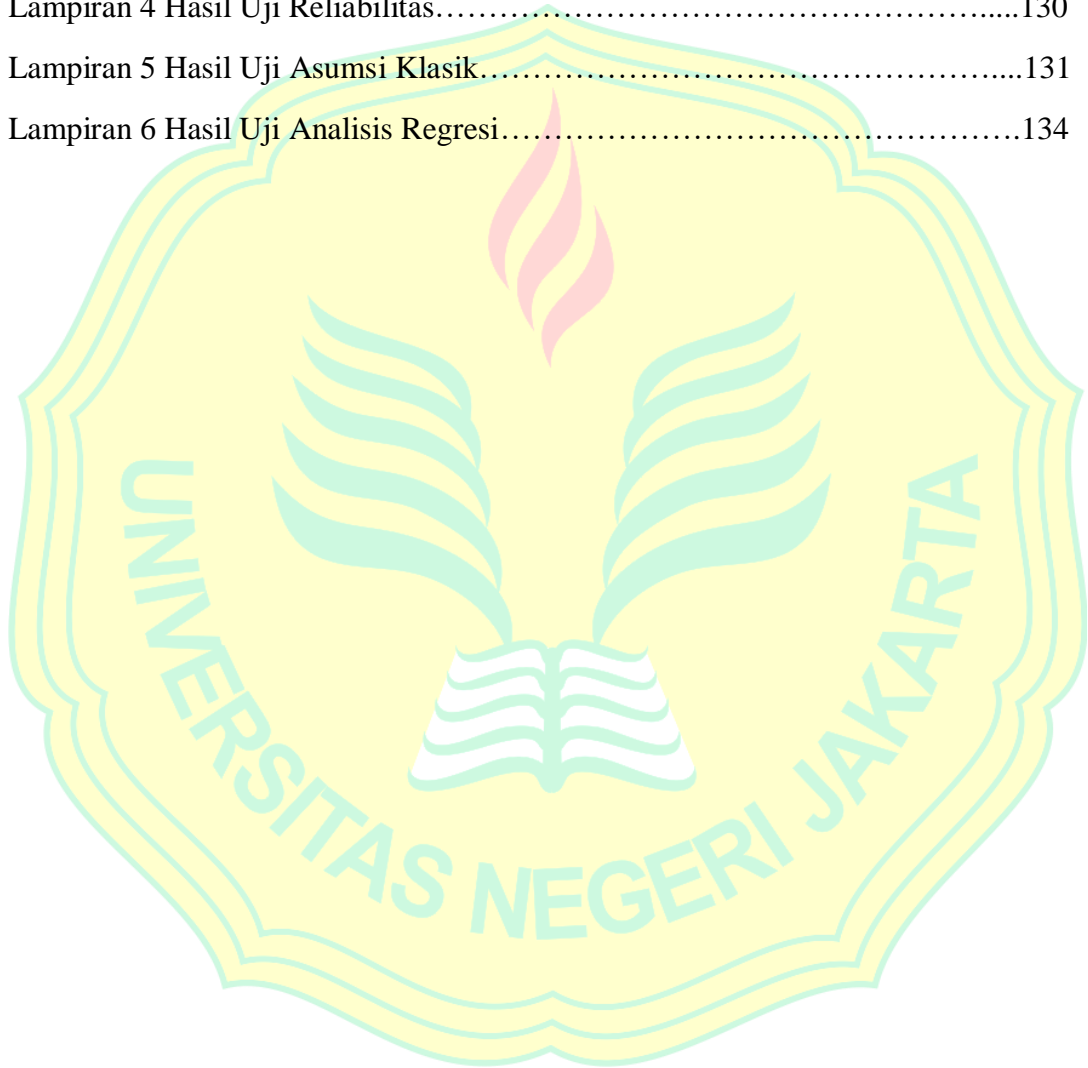 Lampiran 4 Hasil Uji Reliabilitas……………………………………………….....130
Lampiran 5 Hasil Uji Asumsi Klasik…………………………………………....131
Lampiran 6 Hasil Uji Analisis Regresi………………………………………….134
UNIVERSITAS NEGERI JAKARTA